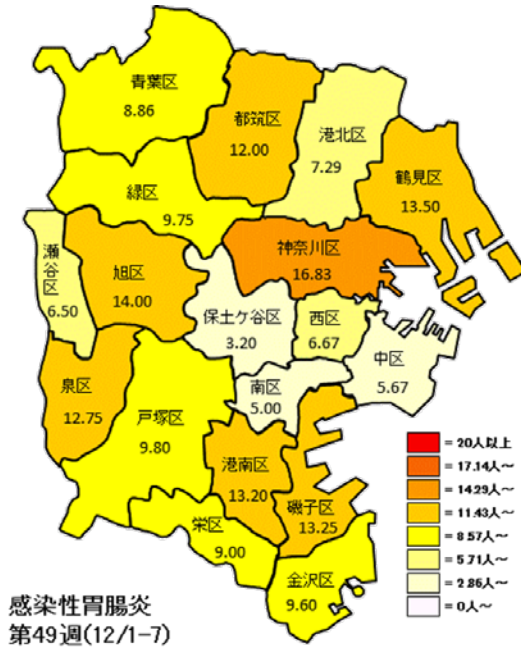 青葉区
8.86
都筑区
12.00
港北区
7.29
鶴見区
13.50
緑区
9.75
神奈川区
16.83
瀬谷区
6.50
旭区
14.00
保土ケ谷区
3.20
西区
6.67
中区
5.67
泉区
12.75
戸塚区
9.80
南区
5.00
港南区
13.20
磯子区
13.25
栄区
9.00
金沢区
9.60
= 20人以上
= 17.14人~
= 14.29人~
= 11.43人~
= 8.57人~
= 5.71人~
= 2.86人~
= 0人~
感染性胃腸炎
第49週(12/1-7)